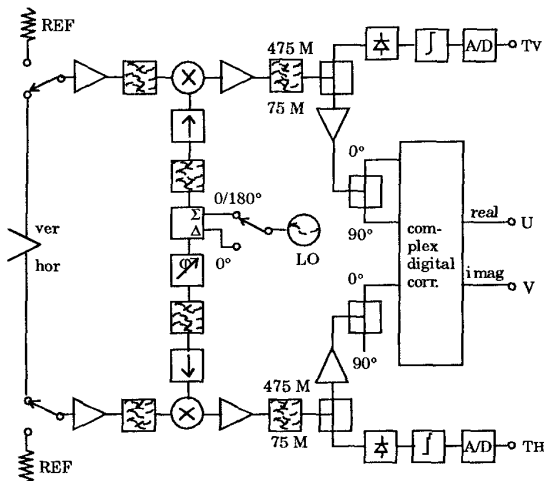 REF
475 M
75 M
A/D
TV
0°
90°
ver
hor
Σ
Δ
0/180°
0°
LO
φ
com-
plex
digital
corr.
real
U
imag
V
0°
90°
475 M
75 M
A/D
TH
REF